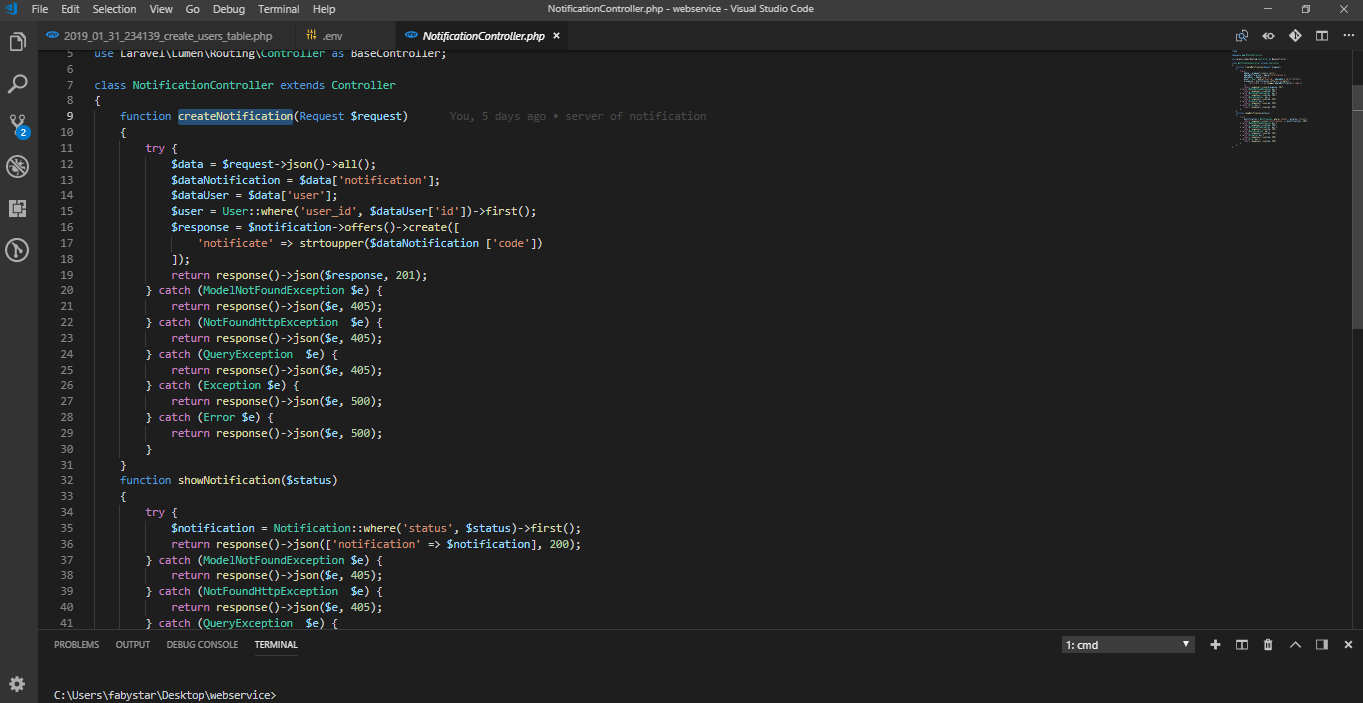 File Edit Selection View Go Debug Terminal Help NotificationController.php - webservice - Visual Studio Code
2019_01_31_234139_create_users_table.php .env NotificationController.php ×
5 use Laravel\Lumen\Routing\Controller as BaseController;
6
7 class NotificationController extends Controller
8 {
9 function createNotification(Request $request) You, 5 days ago • server of notification
10 {
11 try {
12 $data = $request->json()->all();
13 $dataNotification = $data['notification'];
14 $dataUser = $data['user'];
15 $user = User::where('user_id', $dataUser['id'])->first();
16 $response = $notification->offers()->create([
17 'notificate' => strtoupper($dataNotification ['code'])
18 ]);
19 return response()->json($response, 201);
20 } catch (ModelNotFoundException $e) {
21 return response()->json($e, 405);
22 } catch (NotFoundHttpException  $e) {
23 return response()->json($e, 405);
24 } catch (QueryException  $e) {
25 return response()->json($e, 405);
26 } catch (Exception $e) {
27 return response()->json($e, 500);
28 } catch (Error $e) {
29 return response()->json($e, 500);
30 }
31 }
32 function showNotification($status)
33 {
34 try {
35 $notification = Notification::where('status', $status)->first();
36 return response()->json(['notification' => $notification], 200);
37 } catch (ModelNotFoundException $e) {
38 return response()->json($e, 405);
39 } catch (NotFoundHttpException  $e) {
40 return response()->json($e, 405);
41 } catch (QueryException  $e) {
2
PROBLEMS OUTPUT DEBUG CONSOLE TERMINAL 1: cmd
C:\Users\fabystar\Desktop\webservice>